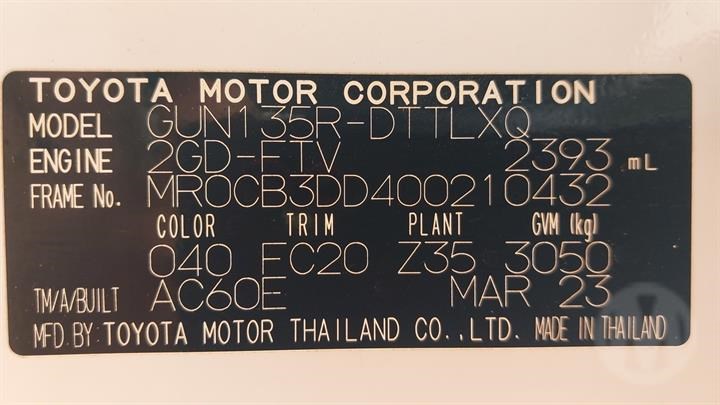 TOYOTA MOTOR CORPORATION
MODEL GUN135R-DTTLXQ
ENGINE 2GD-FTV 2393 mL
FRAME No. MR0CB3DD400210432
COLOR TRIM PLANT GVM (kg)
040 FC20 Z35 3050
TM/A/BUILT AC60E MAR 23
MFD.BY TOYOTA MOTOR THAILAND CO.,LTD. MADE IN THAILAND